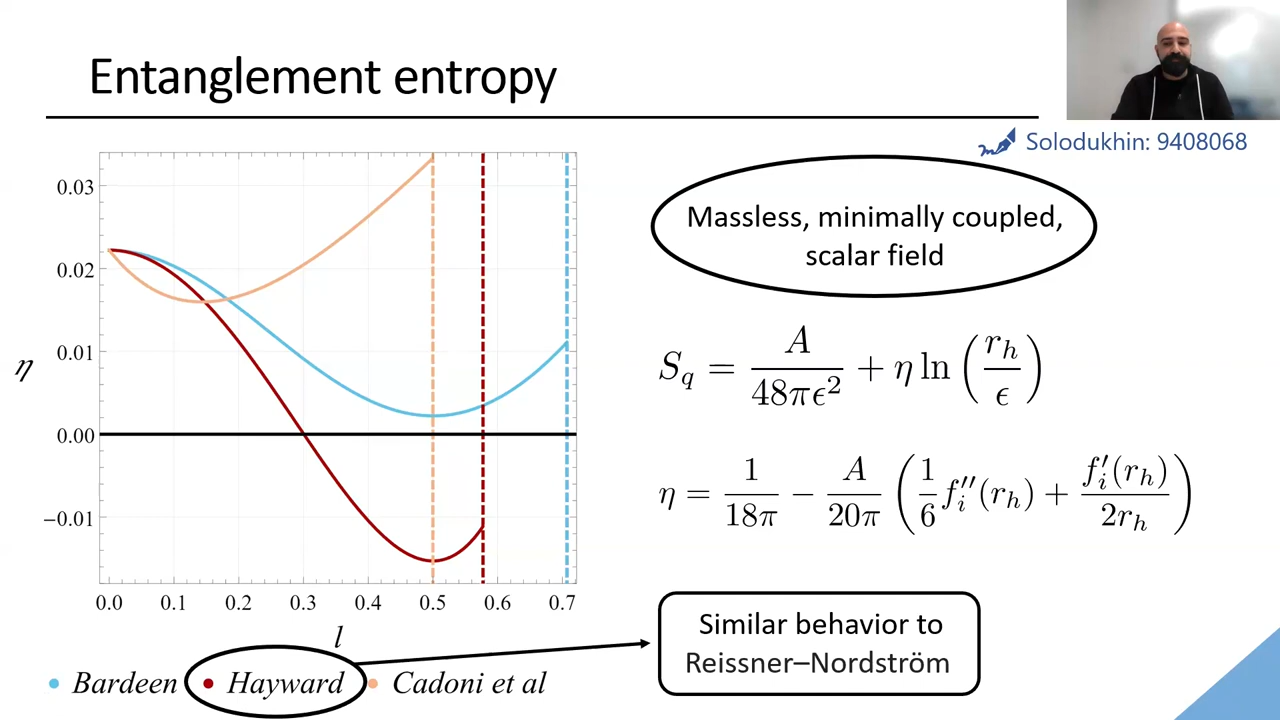 Entanglement entropy
Solodukhin: 9408068
Massless, minimally coupled,
scalar field
S_q = A / 48πϵ² + η ln (r_h / ϵ)
η = 1 / 18π − A / 20π (1/6 f_i''(r_h) + f_i'(r_h) / 2r_h)
Similar behavior to
Reissner–Nordström
0.03
0.02
0.01
0.00
−0.01
η
0.0 0.1 0.2 0.3 0.4 0.5 0.6 0.7
l
Bardeen Hayward Cadoni et al